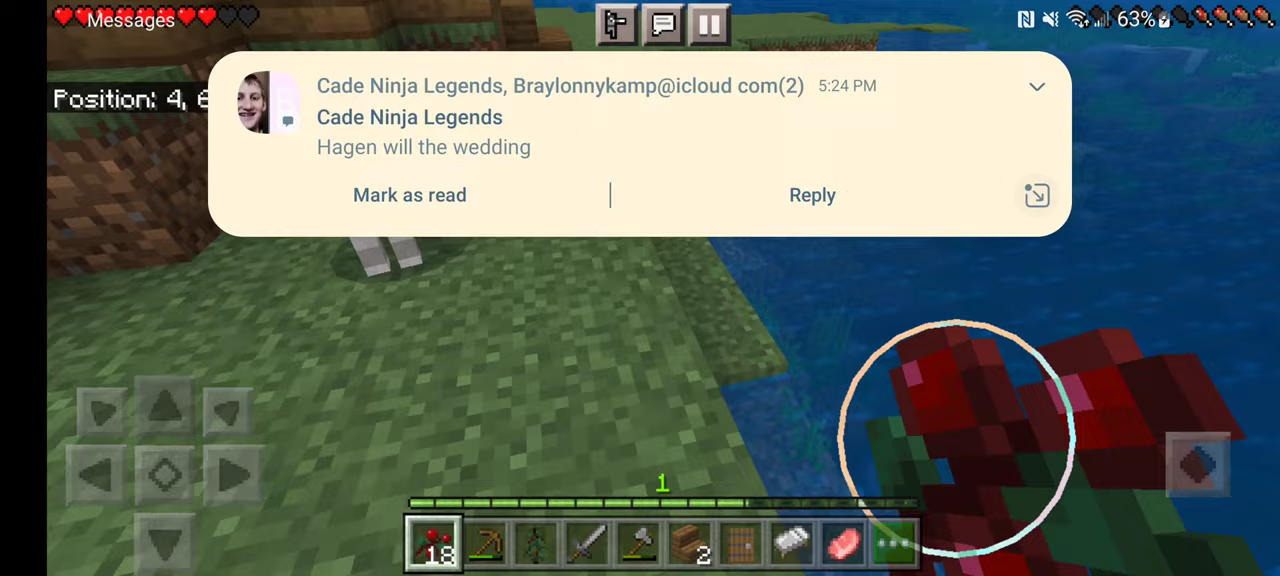 Messages
63%
Position: 4, 6
Cade Ninja Legends, Braylonnykamp@icloud com(2) 5:24 PM
Cade Ninja Legends
Hagen will the wedding
Mark as read
Reply
1
18
2